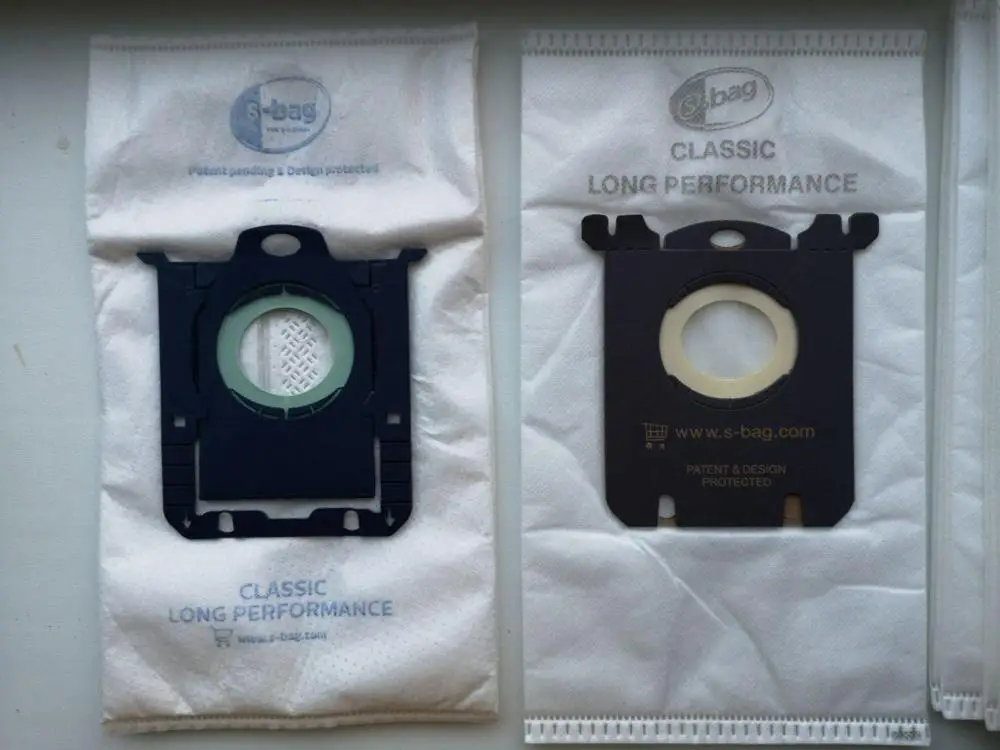 s-bag
Patent pending & Design protected
CLASSIC
LONG PERFORMANCE
www.s-bag.com
s-bag
CLASSIC
LONG PERFORMANCE
www.s-bag.com
PATENT & DESIGN
PROTECTED